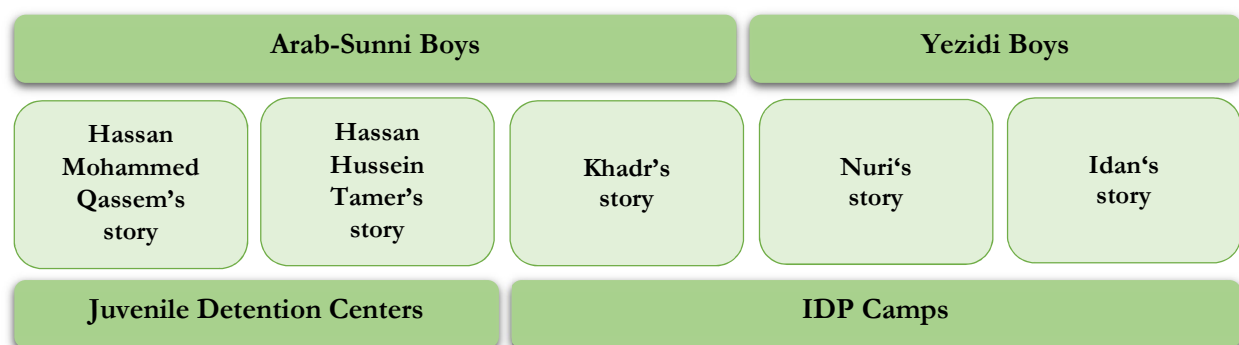 Arab-Sunni Boys
Yezidi Boys
Hassan
Mohammed
Qassem’s
story
Hassan
Hussein
Tamer’s
story
Khadr’s
story
Nuri‘s
story
Idan‘s
story
Juvenile Detention Centers
IDP Camps